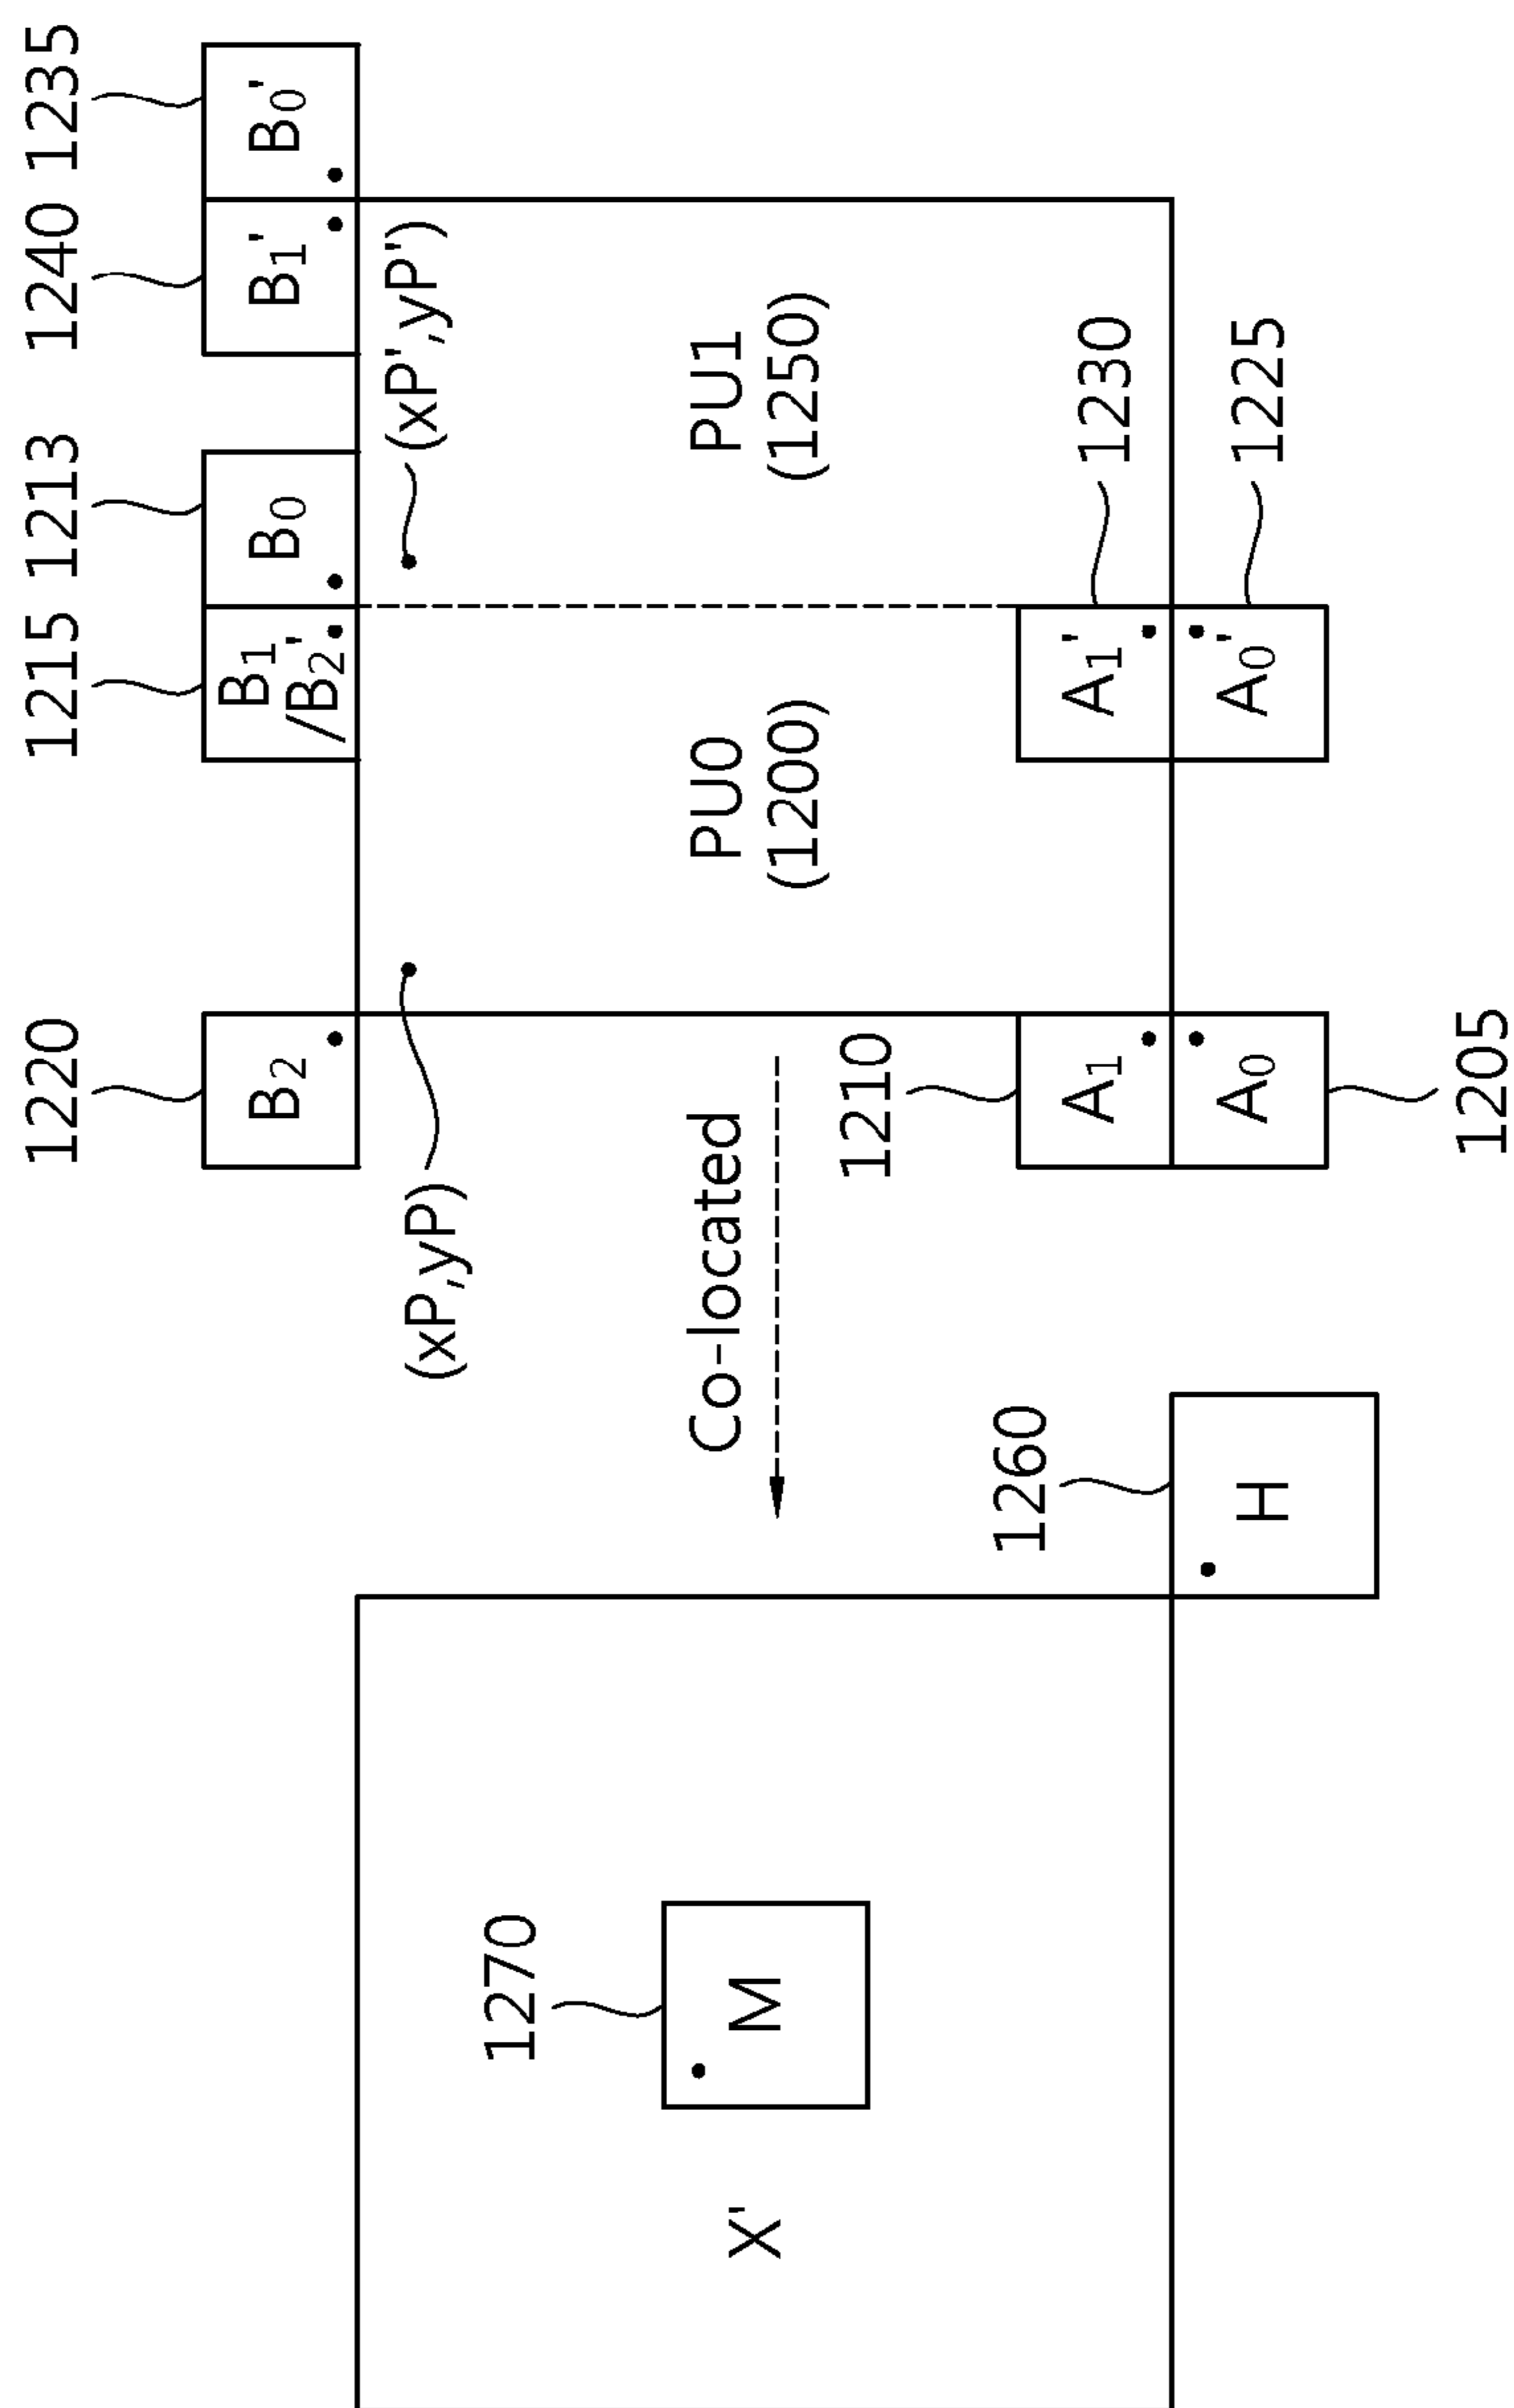 1220
1215
1213
1240
1235
B2
B1
/B2'
B0
B1'
B0'
(xP,yP)
(xP',yP')
1270
Co-located
PU0
(1200)
PU1
(1250)
X'
M
1210
1260
A1
A1'
1230
H
A0
A0'
1225
1205